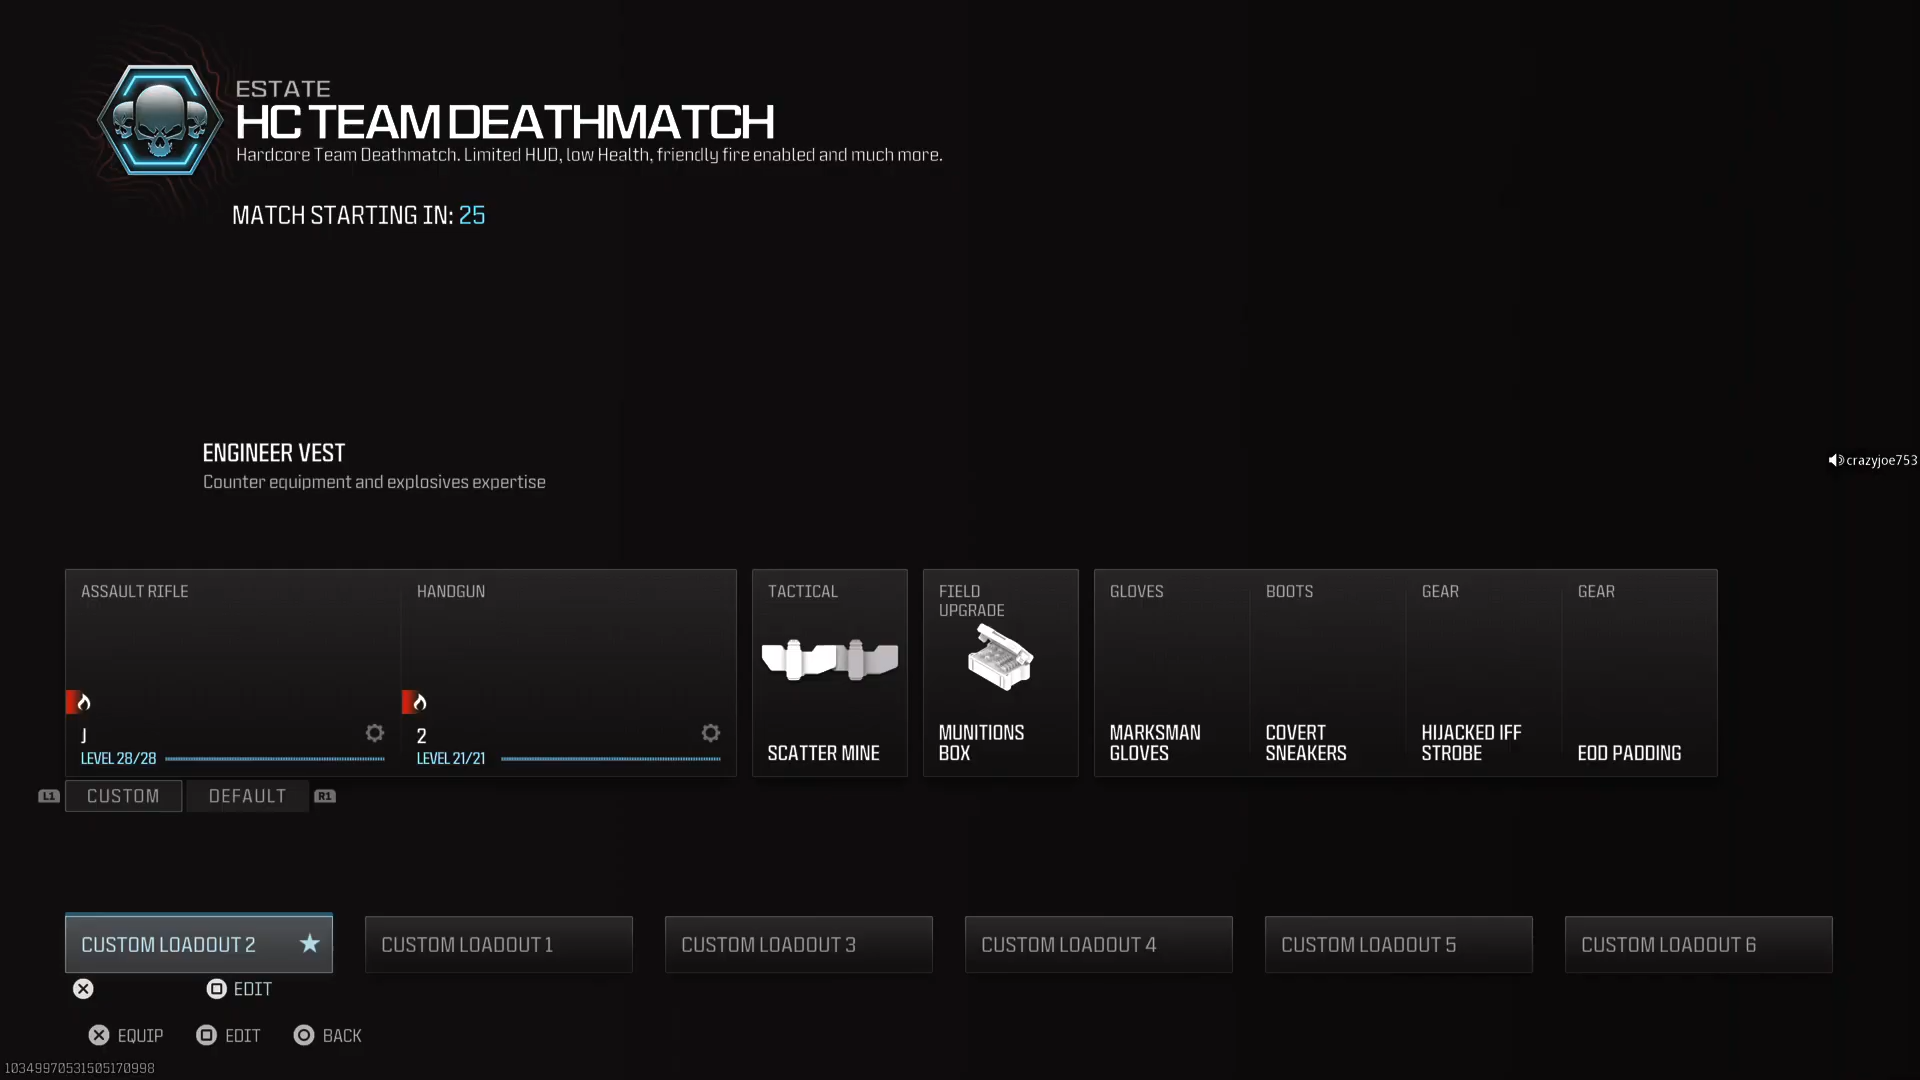 ESTATE
HC TEAM DEATHMATCH
Hardcore Team Deathmatch. Limited HUD, low Health, friendly fire enabled and much more.
MATCH STARTING IN: 25
ENGINEER VEST
Counter equipment and explosives expertise
crazyjoe753
ASSAULT RIFLE
J
LEVEL 28/28
HANDGUN
2
LEVEL 21/21
TACTICAL
SCATTER MINE
FIELD
UPGRADE
MUNITIONS
BOX
GLOVES
MARKSMAN
GLOVES
BOOTS
COVERT
SNEAKERS
GEAR
HIJACKED IFF
STROBE
GEAR
EOD PADDING
L1 CUSTOM DEFAULT R1
CUSTOM LOADOUT 2
CUSTOM LOADOUT 1
CUSTOM LOADOUT 3
CUSTOM LOADOUT 4
CUSTOM LOADOUT 5
CUSTOM LOADOUT 6
EDIT
EQUIP EDIT BACK
10349970531505170998